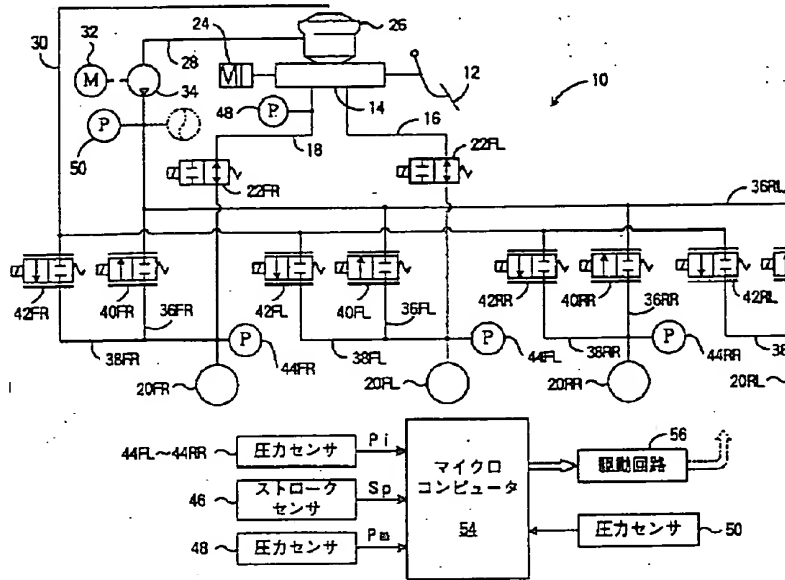 30
32
24
26
28
M
34
12
10
P
48
14
16
P
50
18
22FL
22FR
36RL
42FR
40FR
36FR
42FL
40FL
36FL
42RR
40RR
36RR
42RL
P
P
P
38FR
44FR
38FL
44FL
38RR
44RR
38
20FR
20FL
20RR
20RL
44FL～44RR
圧力センサ
Pi
マイクロ
コンピュータ
54
56
駆動回路
46
ストローク
センサ
Sp
48
圧力センサ
Pm
圧力センサ
50